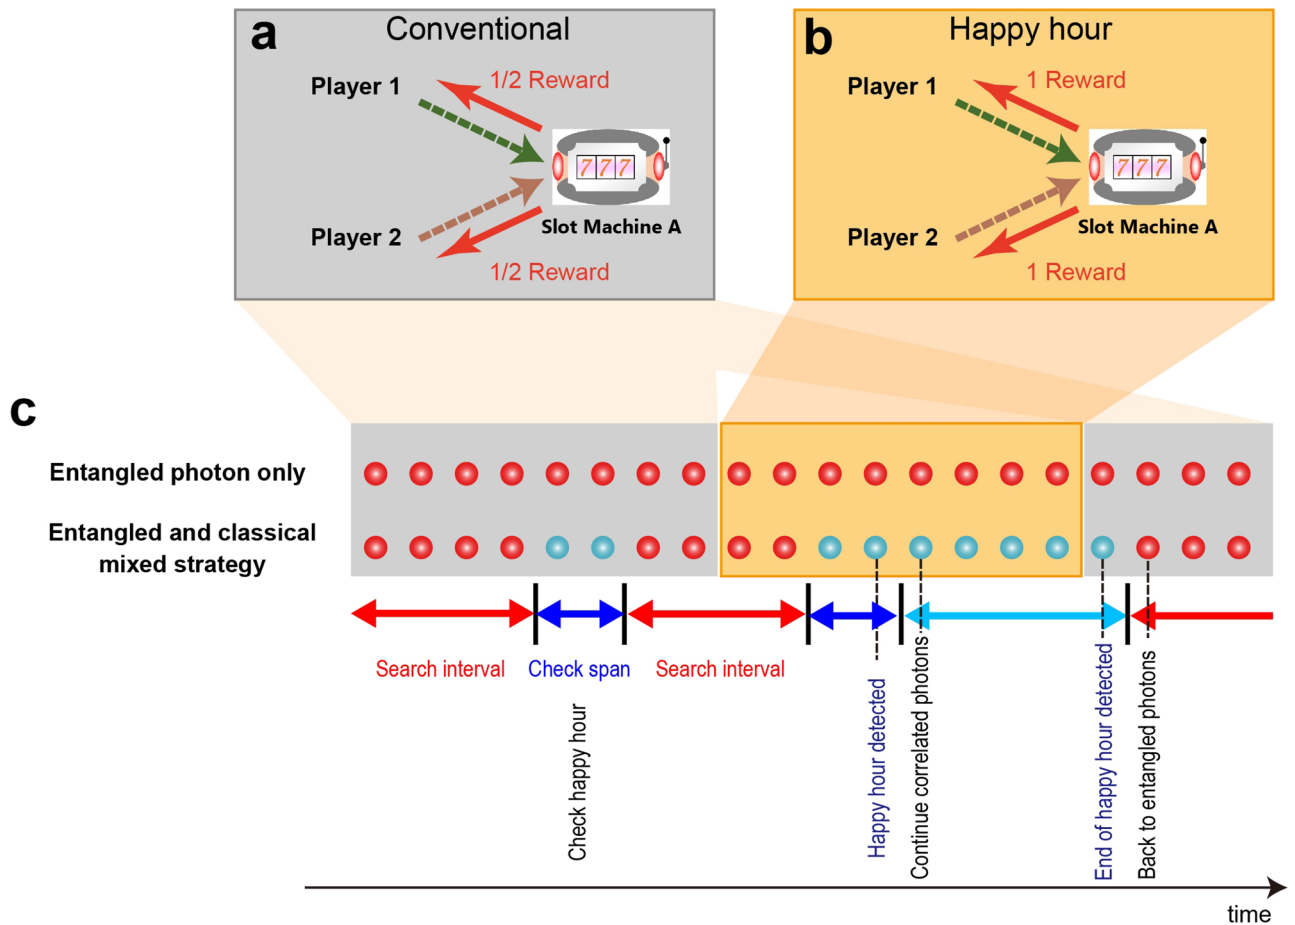 a
Conventional
Player 1
1/2 Reward
777
Slot Machine A
Player 2
1/2 Reward
b
Happy hour
Player 1
1 Reward
777
Slot Machine A
Player 2
1 Reward
c
Entangled photon only
Entangled and classical
mixed strategy
Search interval
Check span
Search interval
Check happy hour
Happy hour detected
Continue correlated photons
End of happy hour detected
Back to entangled photons
time